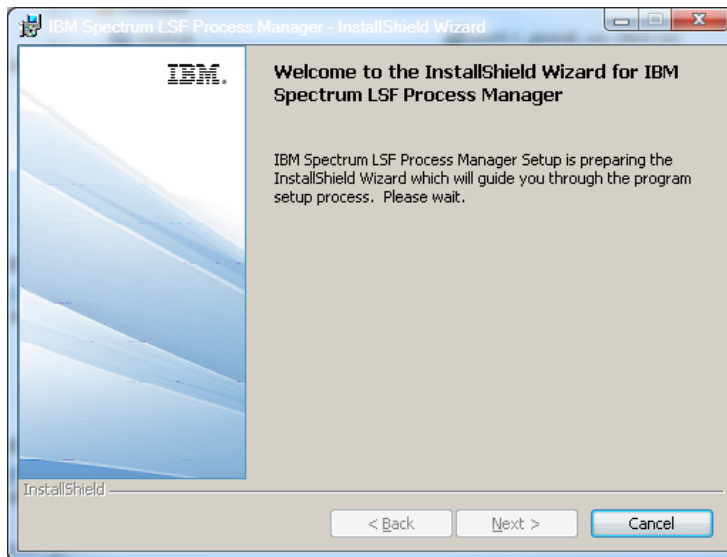 IBM Spectrum LSF Process Manager - InstallShield Wizard
IBM.
Welcome to the InstallShield Wizard for IBM
Spectrum LSF Process Manager
IBM Spectrum LSF Process Manager Setup is preparing the
InstallShield Wizard which will guide you through the program
setup process.  Please wait.
InstallShield
< Back
Next >
Cancel